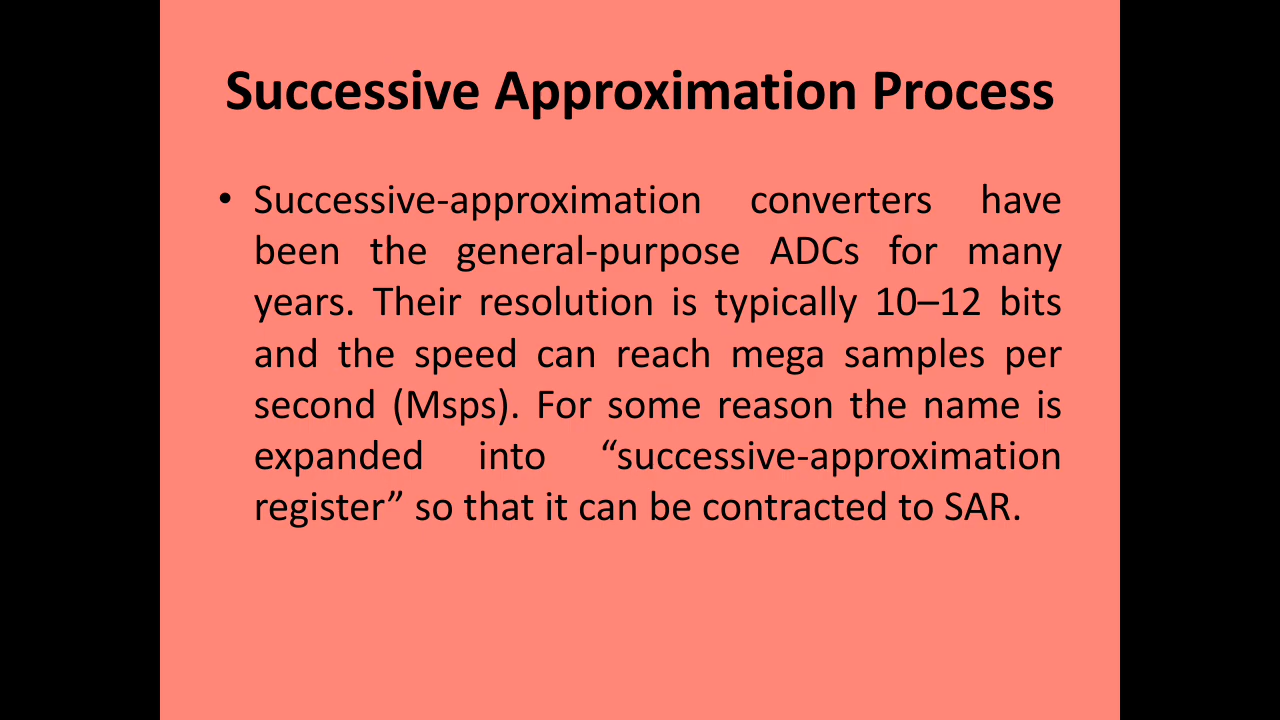 Successive Approximation Process
• Successive-approximation converters have
been the general-purpose ADCs for many
years. Their resolution is typically 10–12 bits
and the speed can reach mega samples per
second (Msps). For some reason the name is
expanded into “successive-approximation
register” so that it can be contracted to SAR.